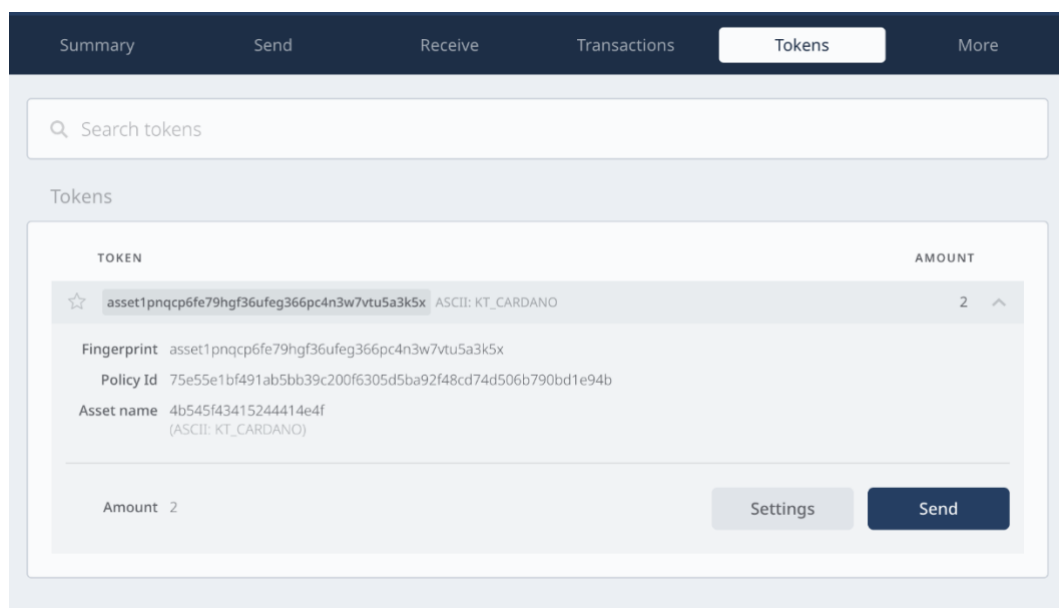 Summary Send Receive Transactions Tokens More
Search tokens
Tokens
TOKEN AMOUNT
asset1pnqcp6fe79hgf36ufeg366pc4n3w7vtu5a3k5x ASCII: KT_CARDANO 2
Fingerprint asset1pnqcp6fe79hgf36ufeg366pc4n3w7vtu5a3k5x
Policy Id 75e55e1bf491ab5bb39c200f6305d5ba92f48cd74d506b790bd1e94b
Asset name 4b545f43415244414e4f
(ASCII: KT_CARDANO)
Amount 2 Settings Send